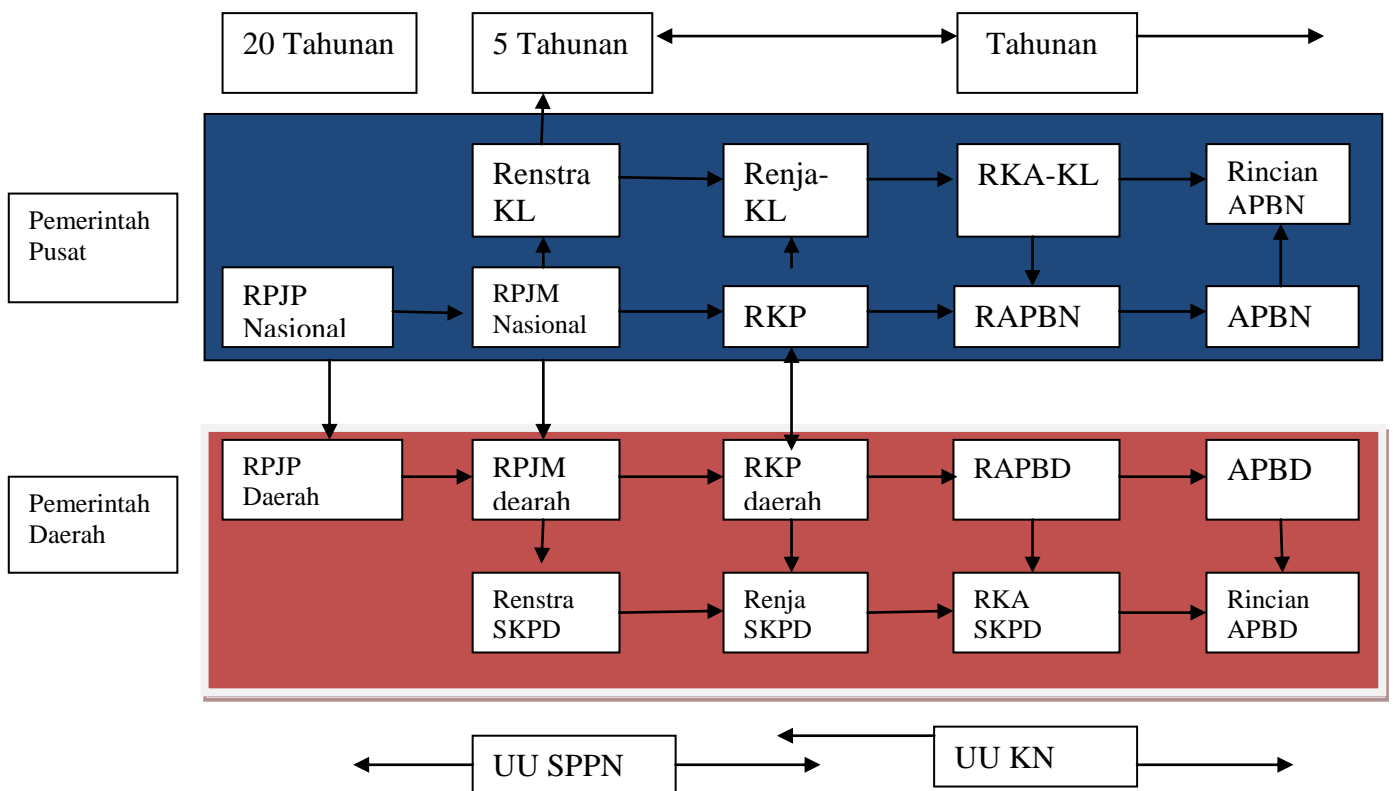 20 Tahunan
5 Tahunan
Tahunan
Pemerintah
Pusat
Renstra
KL
Renja-
KL
RKA-KL
Rincian
APBN
RPJP
Nasional
RPJM
Nasional
RKP
RAPBN
APBN
Pemerintah
Daerah
RPJP
Daerah
RPJM
dearah
RKP
daerah
RAPBD
APBD
Renstra
SKPD
Renja
SKPD
RKA
SKPD
Rincian
APBD
UU SPPN
UU KN